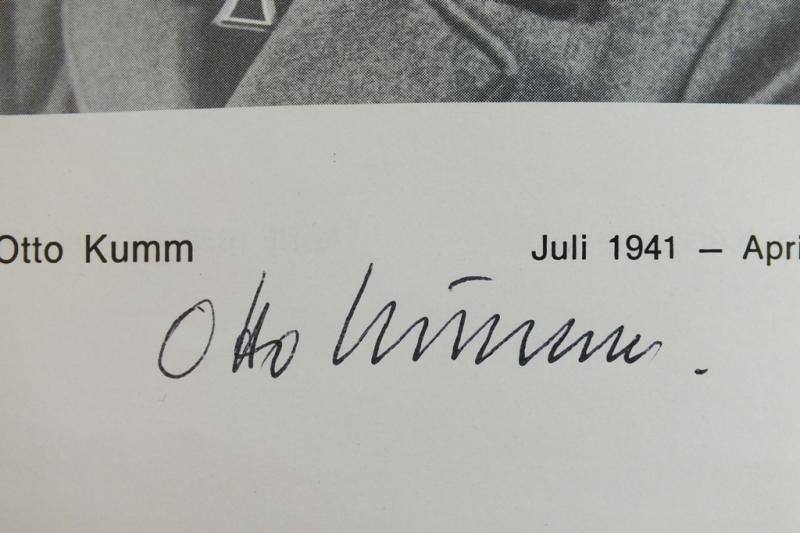 Otto Kumm
Juli 1941 – Apri
Otto Kumm.